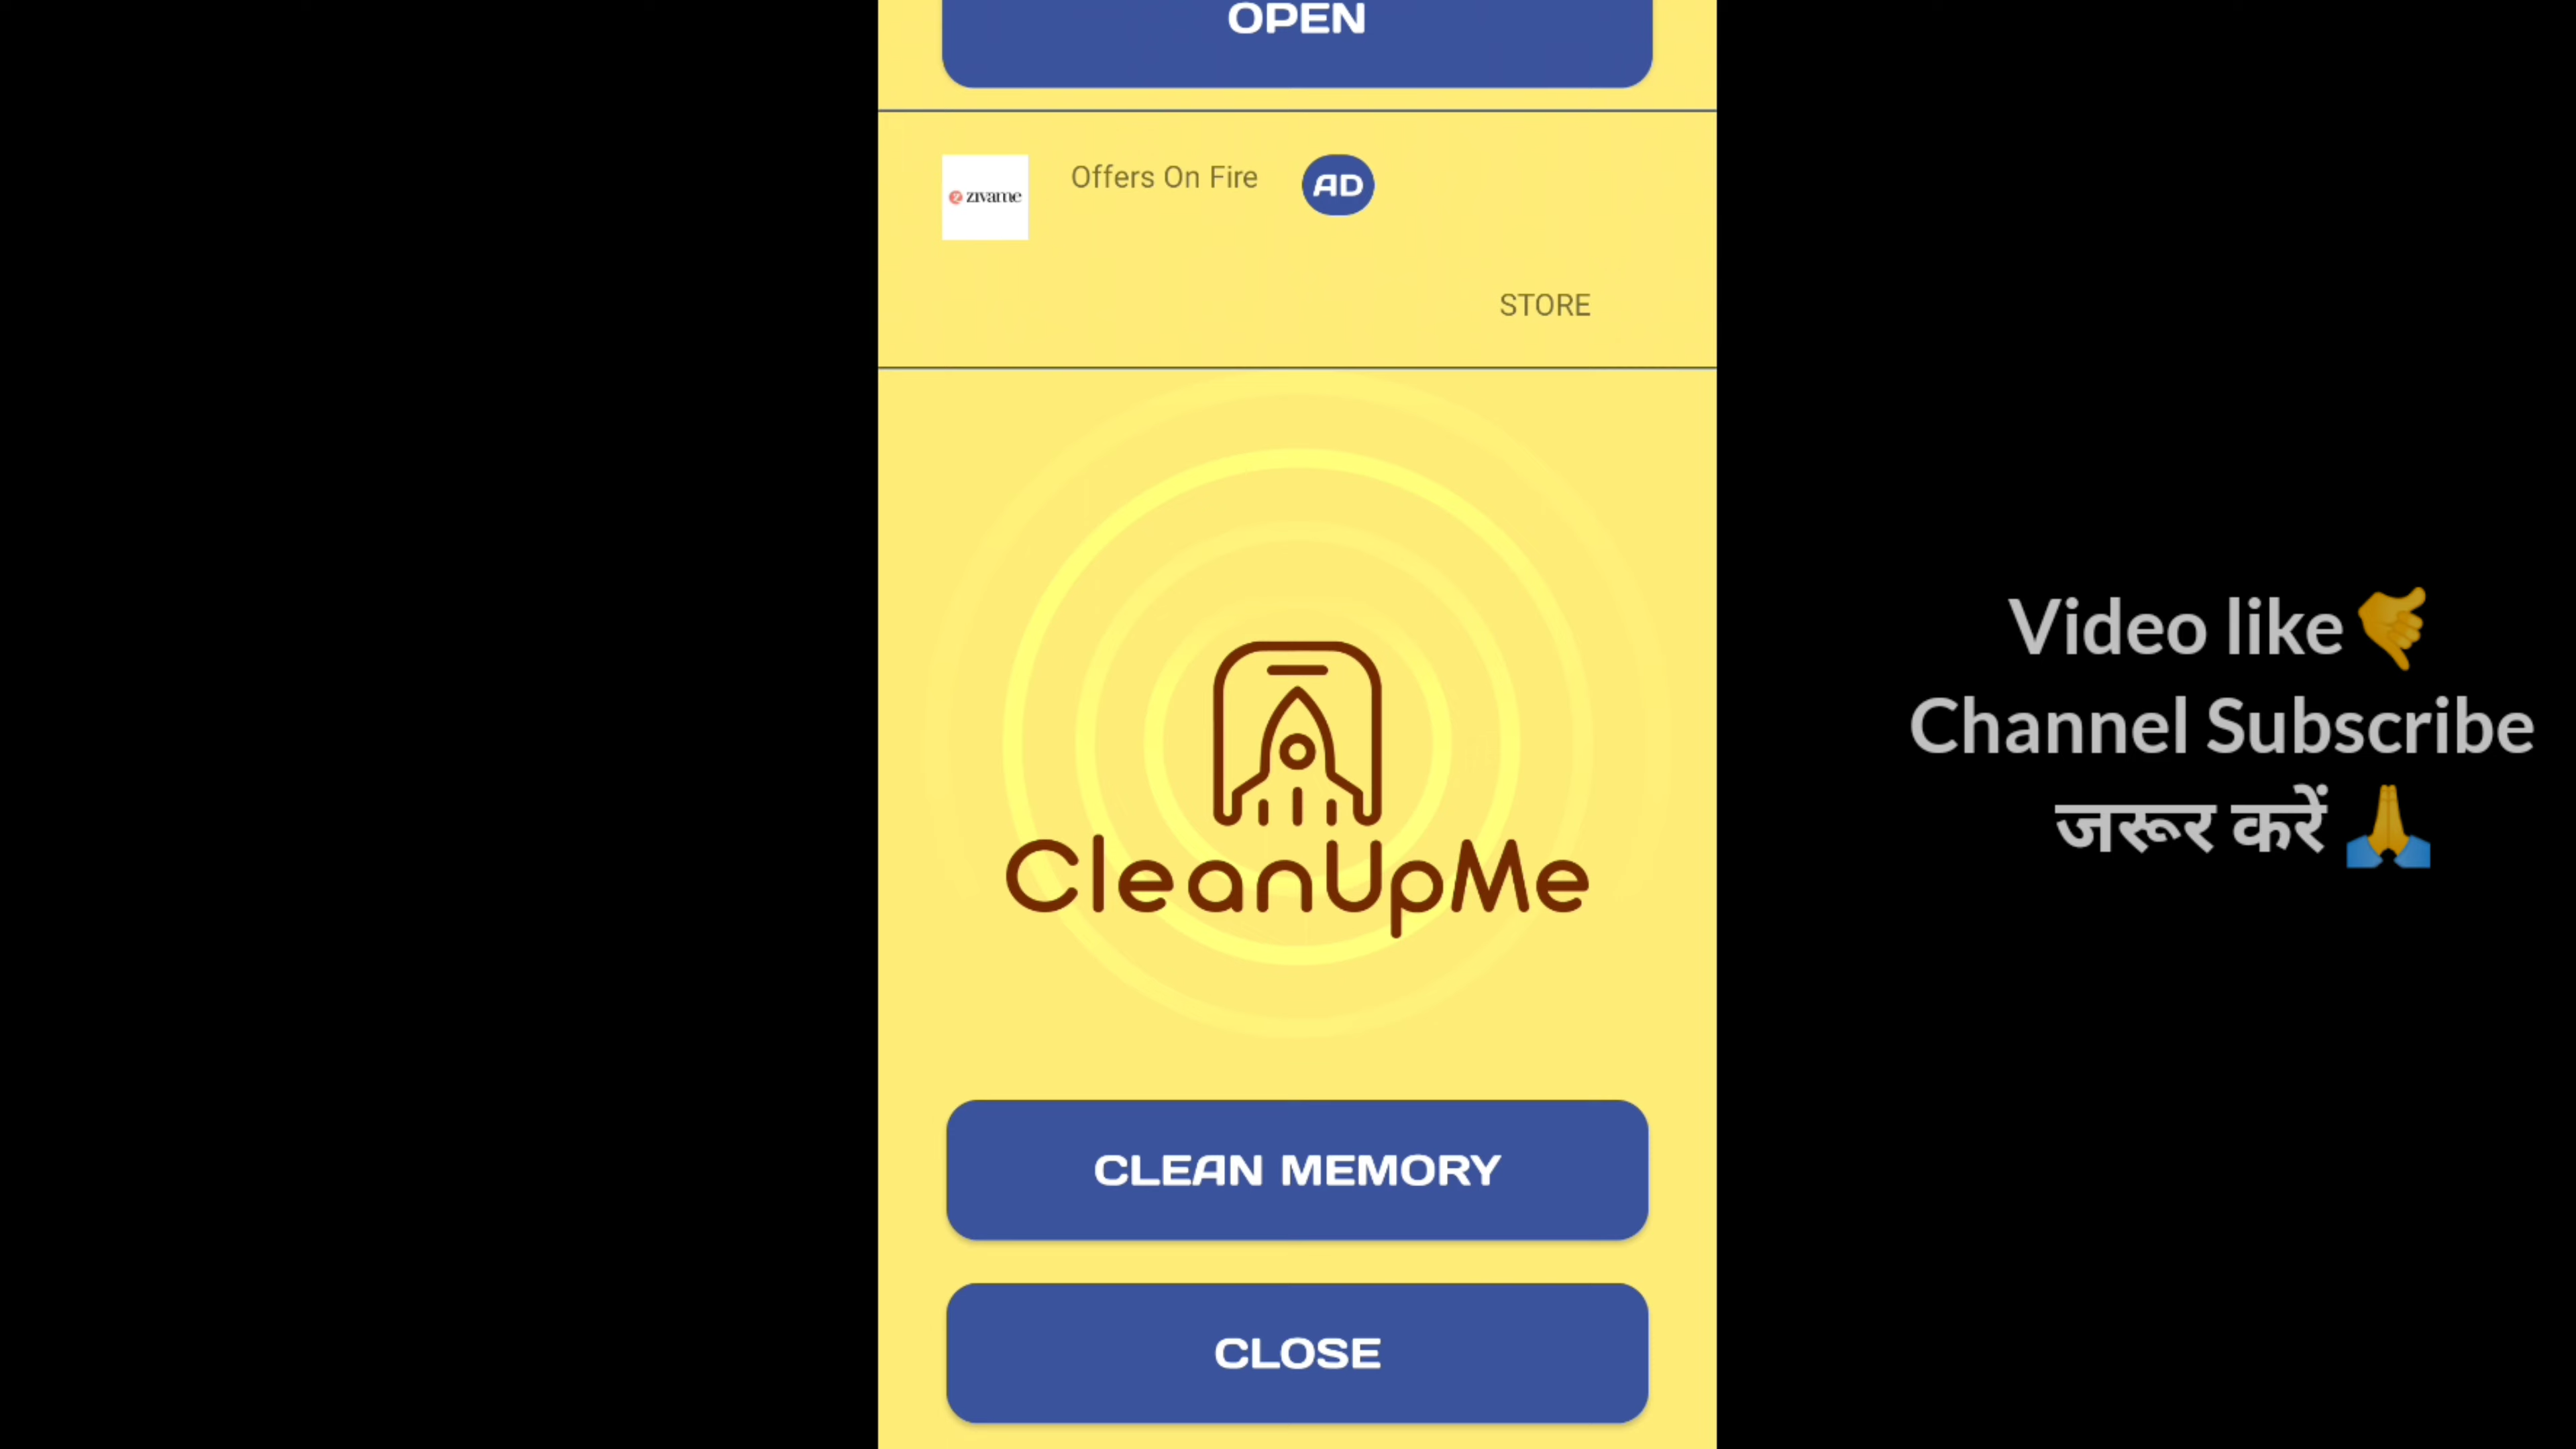 OPEN
zivame
Offers On Fire
AD
STORE
CleanUpMe
CLEAN MEMORY
CLOSE
Video like🤙
Channel Subscribe
जरूर करें 🙏